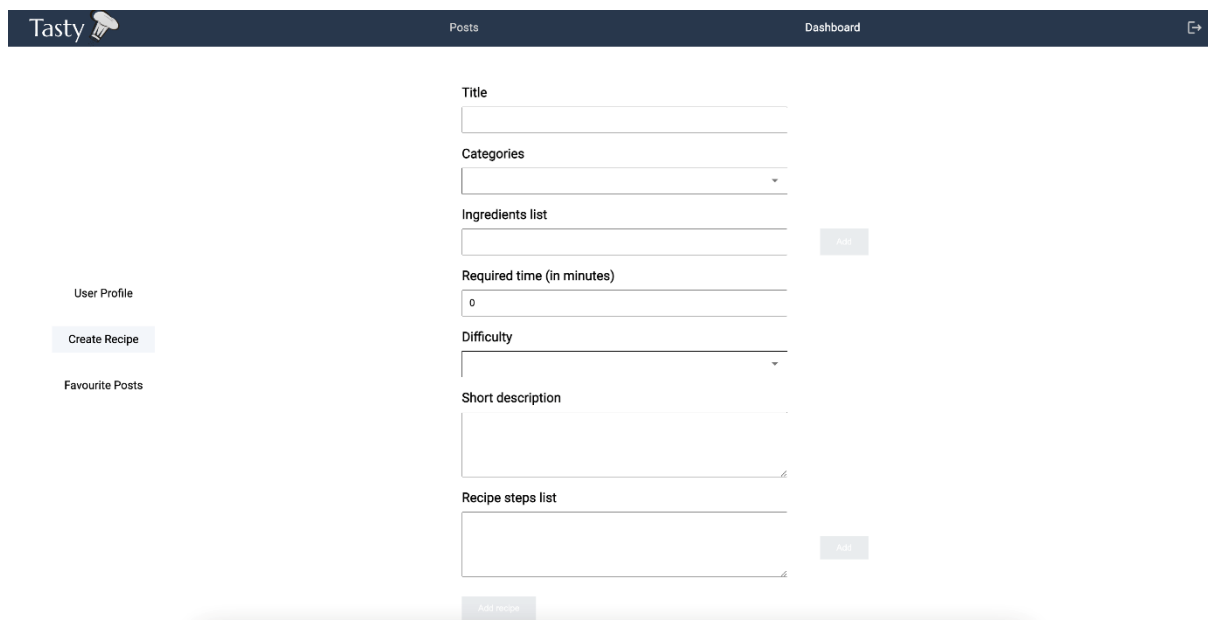 Tasty
Posts
Dashboard
User Profile
Create Recipe
Favourite Posts
Title
Categories
Ingredients list
Add
Required time (in minutes)
0
Difficulty
Short description
Recipe steps list
Add
Add recipe